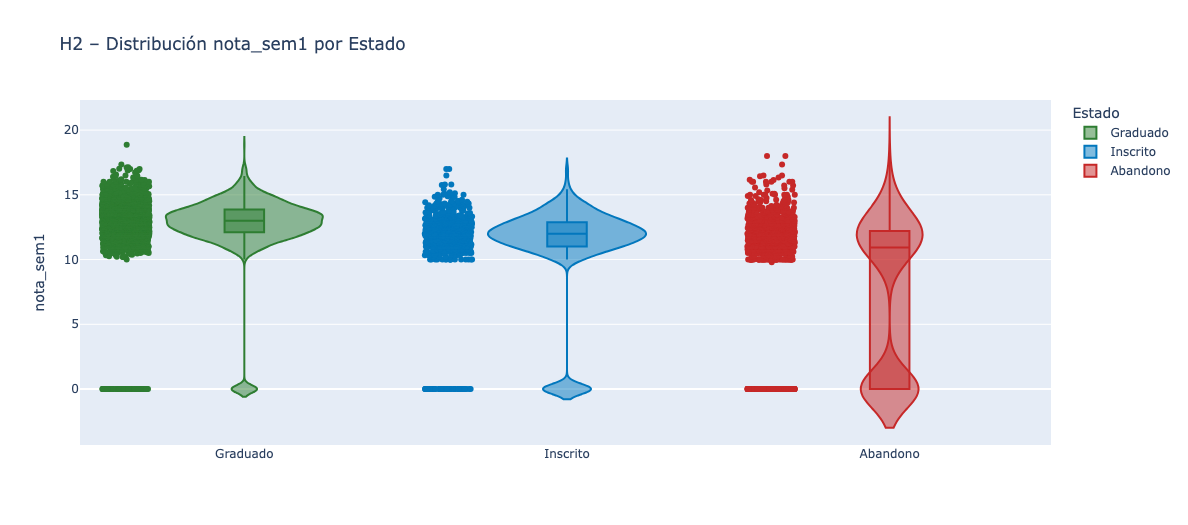 H2 – Distribución nota_sem1 por Estado
Estado
Graduado
Inscrito
Abandono
nota_sem1
20
15
10
5
0
Graduado
Inscrito
Abandono